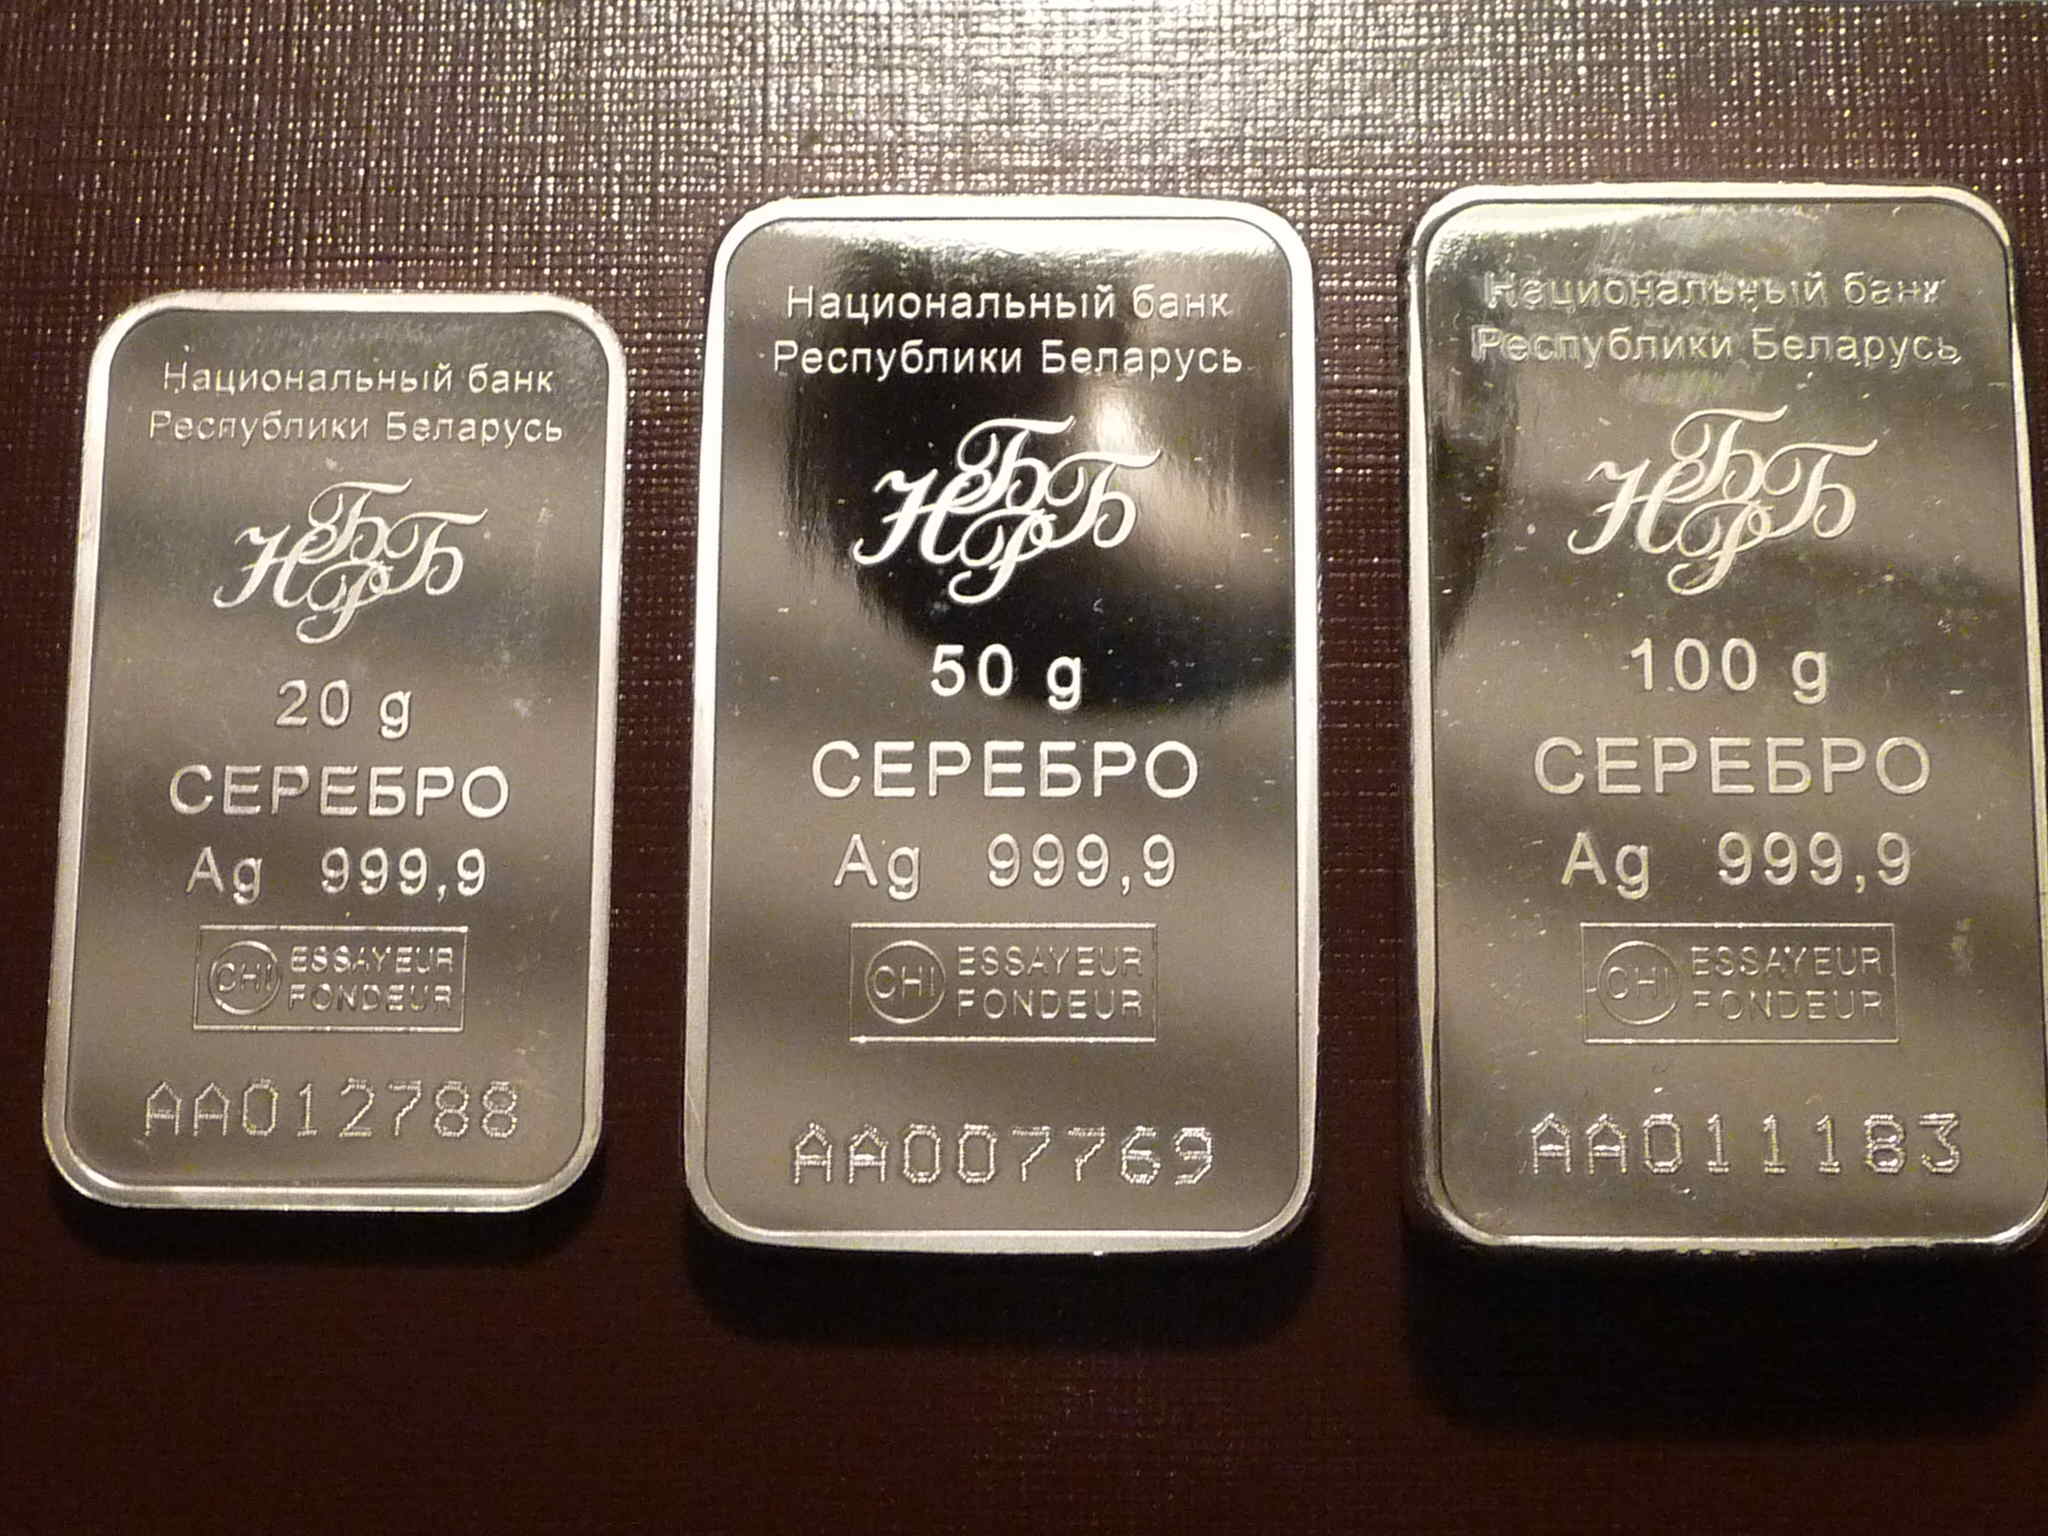 Национальный банк
Республики Беларусь
НБРБ
20 g
СЕРЕБРО
Ag 999,9
CHI ESSAYEUR
FONDEUR
AA012788
Национальный банк
Республики Беларусь
НБРБ
50 g
СЕРЕБРО
Ag 999,9
CHI ESSAYEUR
FONDEUR
AA007769
Национальный банк
Республики Беларусь
НБРБ
100 g
СЕРЕБРО
Ag 999,9
CHI ESSAYEUR
FONDEUR
AA011183